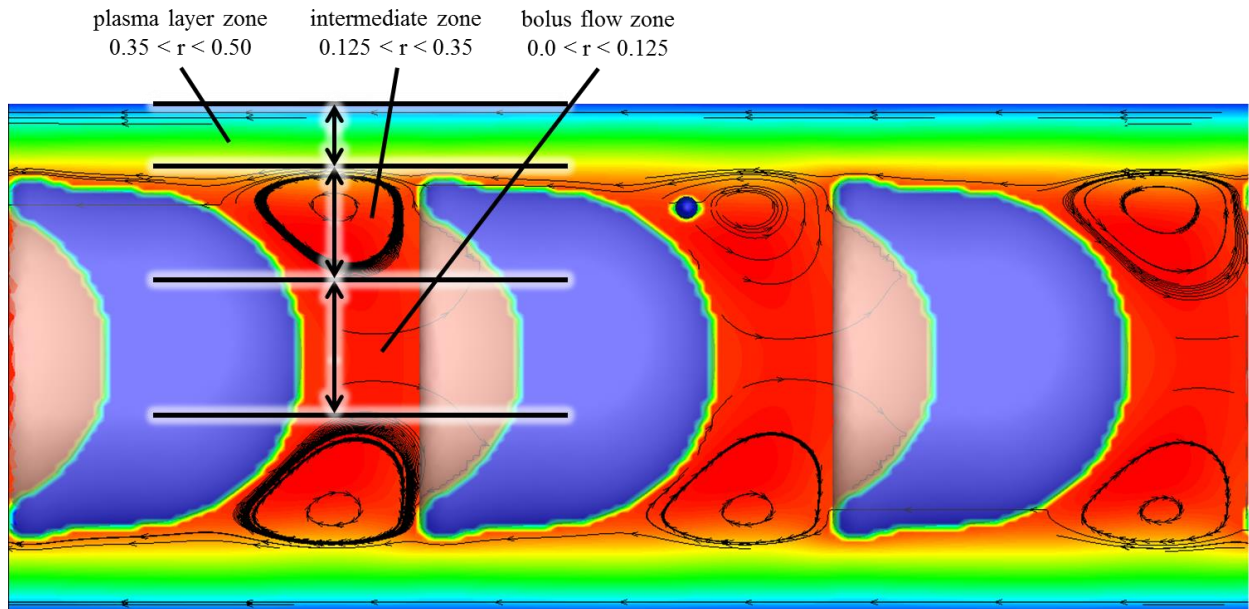 plasma layer zone
0.35 < r < 0.50
intermediate zone
0.125 < r < 0.35
bolus flow zone
0.0 < r < 0.125